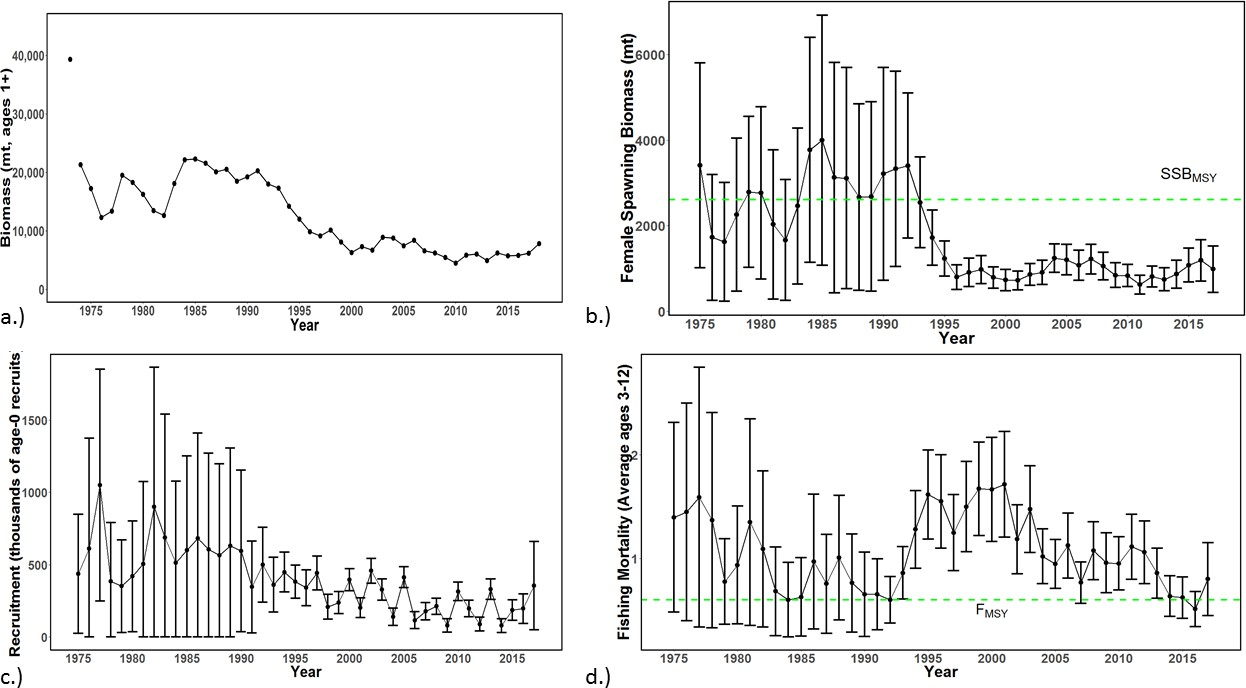 Biomass (mt, ages 1+)
40,000
30,000
20,000
10,000
0
1975 1980 1985 1990 1995 2000 2005 2010 2015
Year
a.)
Female Spawning Biomass (mt)
6000
4000
2000
0
SSBMSY
1975 1980 1985 1990 1995 2000 2005 2010 2015
Year
b.)
Recruitment (thousands of age-0 recruits
1500
1000
500
0
1975 1980 1985 1990 1995 2000 2005 2010 2015
Year
c.)
Fishing Mortality (Average ages 3-12)
2
1
FMSY
1975 1980 1985 1990 1995 2000 2005 2010 2015
Year
d.)